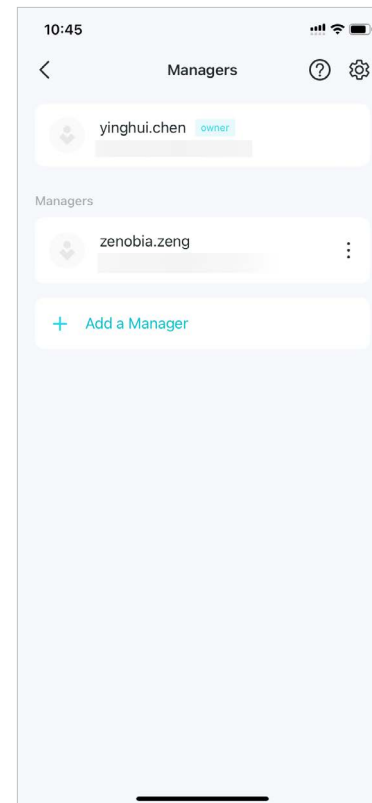 10:45
Managers
yinghui.chen owner
Managers
zenobia.zeng
+ Add a Manager